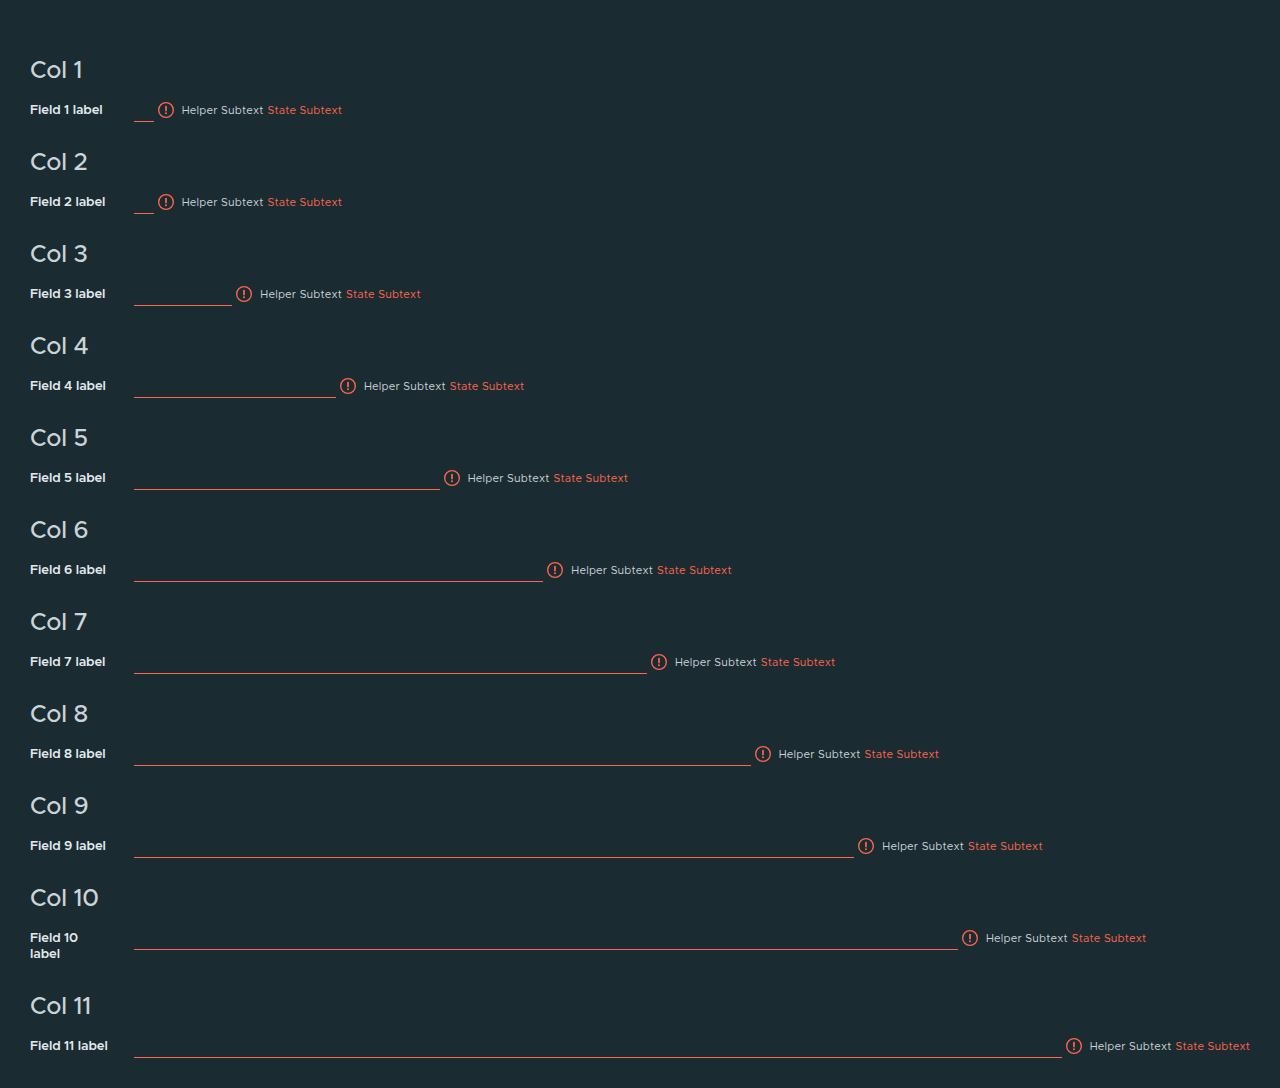 Col 1
Field 1 label Helper Subtext State Subtext
Col 2
Field 2 label Helper Subtext State Subtext
Col 3
Field 3 label Helper Subtext State Subtext
Col 4
Field 4 label Helper Subtext State Subtext
Col 5
Field 5 label Helper Subtext State Subtext
Col 6
Field 6 label Helper Subtext State Subtext
Col 7
Field 7 label Helper Subtext State Subtext
Col 8
Field 8 label Helper Subtext State Subtext
Col 9
Field 9 label Helper Subtext State Subtext
Col 10
Field 10 Helper Subtext State Subtext
label
Col 11
Field 11 label Helper Subtext State Subtext